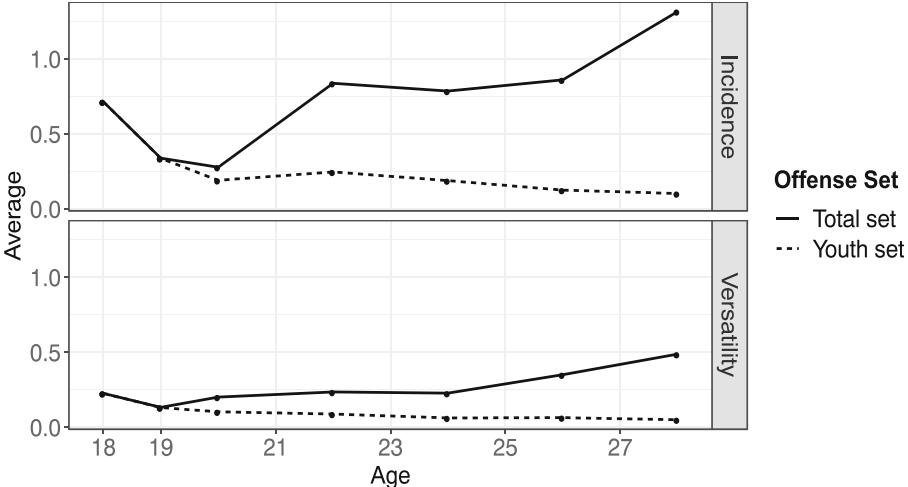 1.0
0.5
0.0
Incidence
Average
1.0
0.5
0.0
Versatility
18 19 21 23 25 27
Age
Offense Set
Total set
Youth set